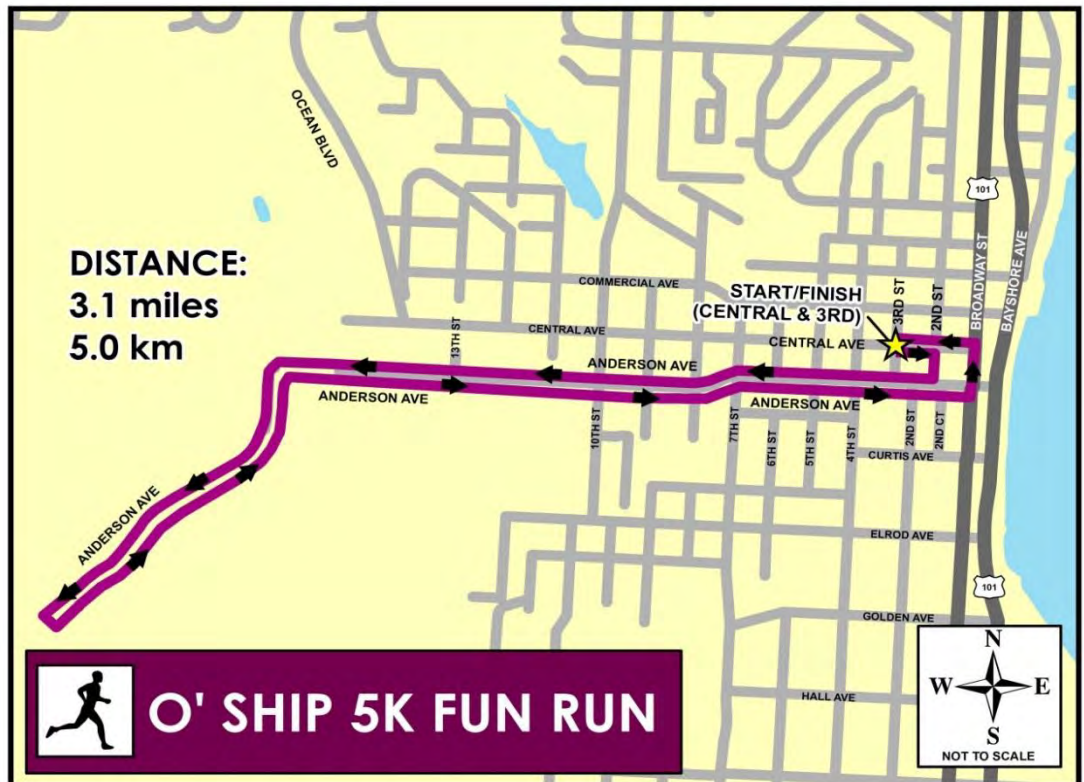 OCEAN BLVD
101
BROADWAY ST
BAYSHORE AVE
DISTANCE:
3.1 miles
5.0 km
COMMERCIAL AVE
START/FINISH
(CENTRAL & 3RD)
3RD ST
2ND ST
13TH ST
CENTRAL AVE
CENTRAL AVE
ANDERSON AVE
ANDERSON AVE
ANDERSON AVE
10TH ST
7TH ST
6TH ST
5TH ST
4TH ST
2ND ST
2ND CT
CURTIS AVE
ANDERSON AVE
ELROD AVE
101
GOLDEN AVE
HALL AVE
N
W E
S
NOT TO SCALE
O' SHIP 5K FUN RUN